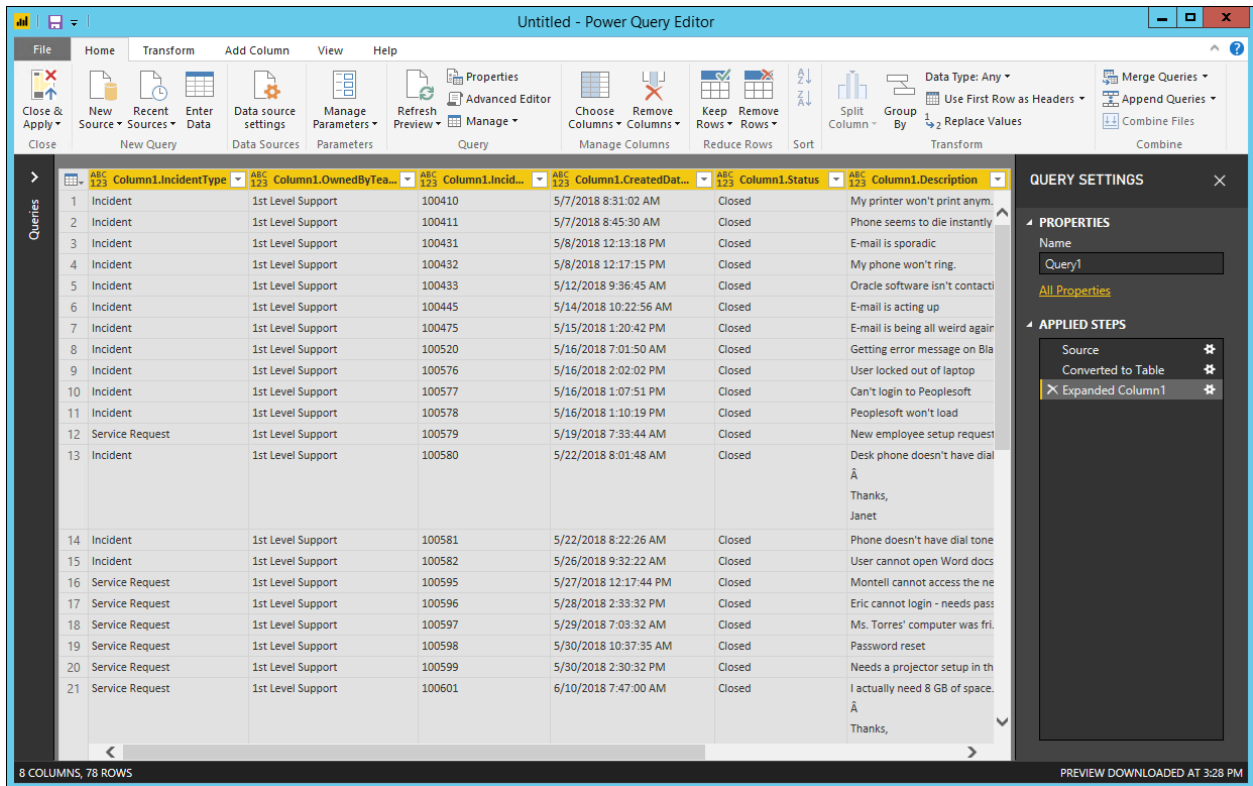 Untitled - Power Query Editor
File Home Transform Add Column View Help
Close & Apply
New Source Recent Sources Enter Data
Data source settings
Manage Parameters
Refresh Preview
Properties
Advanced Editor
Manage
Choose Columns Remove Columns
Keep Rows Remove Rows
Split Column Group By
Data Type: Any
Use First Row as Headers
Replace Values
Merge Queries
Append Queries
Combine Files
Close New Query Data Sources Parameters Query Manage Columns Reduce Rows Sort Transform Combine
Queries
ABC 123 Column1.IncidentType ABC 123 Column1.OwnedByTea... ABC 123 Column1.Incid... ABC 123 Column1.CreatedDat... ABC 123 Column1.Status ABC 123 Column1.Description
1 Incident 1st Level Support 100410 5/7/2018 8:31:02 AM Closed My printer won't print anym.
2 Incident 1st Level Support 100411 5/7/2018 8:45:30 AM Closed Phone seems to die instantly
3 Incident 1st Level Support 100431 5/8/2018 12:13:18 PM Closed E-mail is sporadic
4 Incident 1st Level Support 100432 5/8/2018 12:17:15 PM Closed My phone won't ring.
5 Incident 1st Level Support 100433 5/12/2018 9:36:45 AM Closed Oracle software isn't contacti
6 Incident 1st Level Support 100445 5/14/2018 10:22:56 AM Closed E-mail is acting up
7 Incident 1st Level Support 100475 5/15/2018 1:20:42 PM Closed E-mail is being all weird again
8 Incident 1st Level Support 100520 5/16/2018 7:01:50 AM Closed Getting error message on Bla
9 Incident 1st Level Support 100576 5/16/2018 2:02:02 PM Closed User locked out of laptop
10 Incident 1st Level Support 100577 5/16/2018 1:07:51 PM Closed Can't login to Peoplesoft
11 Incident 1st Level Support 100578 5/16/2018 1:10:19 PM Closed Peoplesoft won't load
12 Service Request 1st Level Support 100579 5/19/2018 7:33:44 AM Closed New employee setup request
13 Incident 1st Level Support 100580 5/22/2018 8:01:48 AM Closed Desk phone doesn't have dial
Â
Thanks,
Janet
14 Incident 1st Level Support 100581 5/22/2018 8:22:26 AM Closed Phone doesn't have dial tone
15 Incident 1st Level Support 100582 5/26/2018 9:32:22 AM Closed User cannot open Word docs
16 Service Request 1st Level Support 100595 5/27/2018 12:17:44 PM Closed Montell cannot access the ne
17 Service Request 1st Level Support 100596 5/28/2018 2:33:32 PM Closed Eric cannot login - needs pass
18 Service Request 1st Level Support 100597 5/29/2018 7:03:32 AM Closed Ms. Torres' computer was fri.
19 Service Request 1st Level Support 100598 5/30/2018 10:37:35 AM Closed Password reset
20 Service Request 1st Level Support 100599 5/30/2018 2:30:32 PM Closed Needs a projector setup in th
21 Service Request 1st Level Support 100601 6/10/2018 7:47:00 AM Closed I actually need 8 GB of space.
Â
Thanks,
QUERY SETTINGS
PROPERTIES
Name
Query1
All Properties
APPLIED STEPS
Source
Converted to Table
Expanded Column1
8 COLUMNS, 78 ROWS
PREVIEW DOWNLOADED AT 3:28 PM